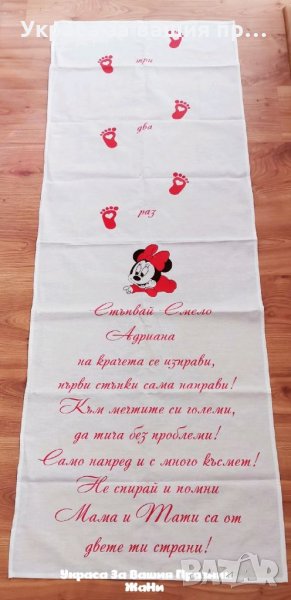 Украса за вашия пр...
три
два
раз
Стъпвай Смело
Адриана
на крачета се изправи,
първи стъпки сама направи!
Към мечтите си големи,
да тича без проблеми!
Само напред и с много късмет!
Не спирай и помни
Мама и Тати са от
двете ти страни!
Украса За Вашия Празник
ЖаНи
BAZAR